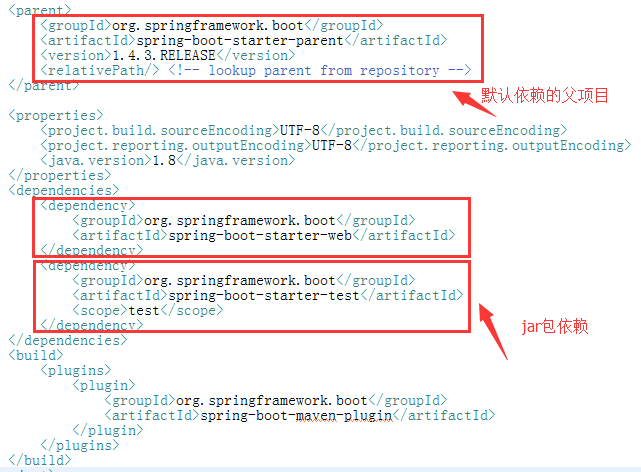 <parent>
<groupId>org.springframework.boot</groupId>
<artifactId>spring-boot-starter-parent</artifactId>
<version>1.4.3.RELEASE</version>
<relativePath/> <!-- lookup parent from repository -->
</parent>
默认依赖的父项目
<properties>
<project.build.sourceEncoding>UTF-8</project.build.sourceEncoding>
<project.reporting.outputEncoding>UTF-8</project.reporting.outputEncoding>
<java.version>1.8</java.version>
</properties>
<dependencies>
<dependency>
<groupId>org.springframework.boot</groupId>
<artifactId>spring-boot-starter-web</artifactId>
</dependency>
<dependency>
<groupId>org.springframework.boot</groupId>
<artifactId>spring-boot-starter-test</artifactId>
<scope>test</scope>
</dependency>
jar包依赖
</dependencies>
<build>
<plugins>
<plugin>
<groupId>org.springframework.boot</groupId>
<artifactId>spring-boot-maven-plugin</artifactId>
</plugin>
</plugins>
</build>